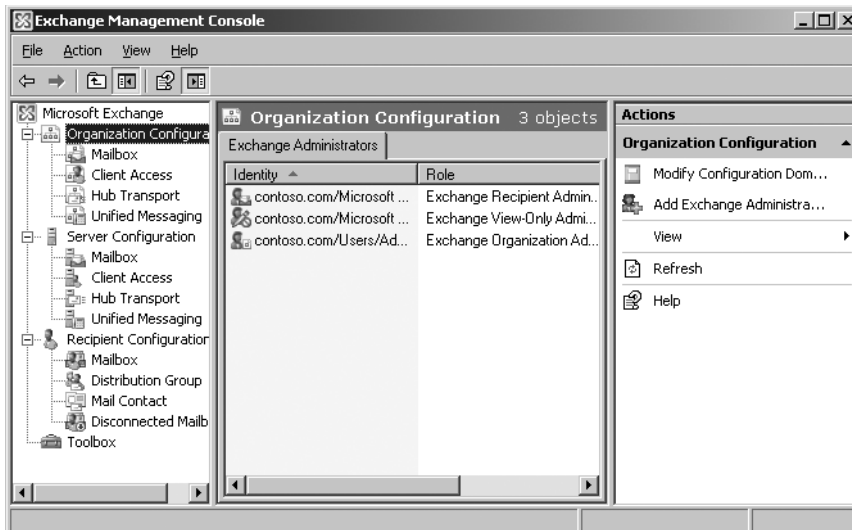 Exchange Management Console
File Action View Help
Microsoft Exchange
Organization Configura
Mailbox
Client Access
Hub Transport
Unified Messaging
Server Configuration
Mailbox
Client Access
Hub Transport
Unified Messaging
Recipient Configuration
Mailbox
Distribution Group
Mail Contact
Disconnected Mailb
Toolbox
Organization Configuration 3 objects
Exchange Administrators
Identity Role
contoso.com/Microsoft ... Exchange Recipient Admin..
contoso.com/Microsoft ... Exchange View-Only Admi...
contoso.com/Users/Ad... Exchange Organization Ad...
Actions
Organization Configuration
Modify Configuration Dom...
Add Exchange Administra...
View
Refresh
Help